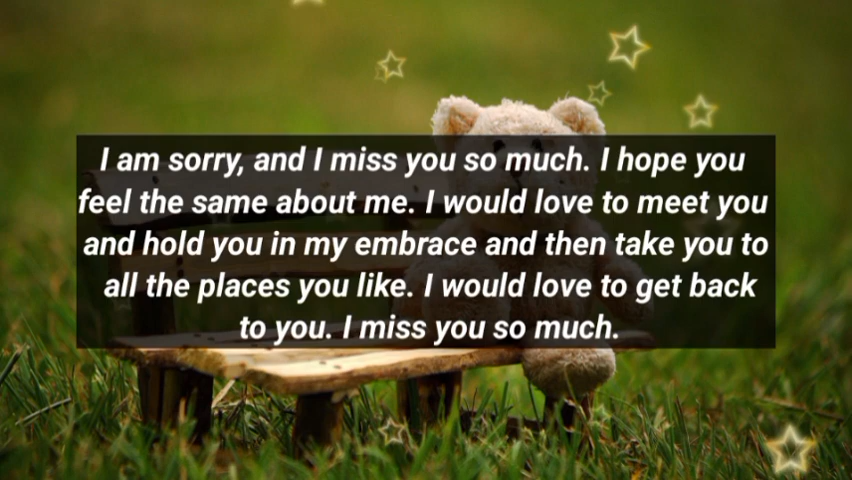 I am sorry, and I miss you so much. I hope you
feel the same about me. I would love to meet you
and hold you in my embrace and then take you to
all the places you like. I would love to get back
to you. I miss you so much.